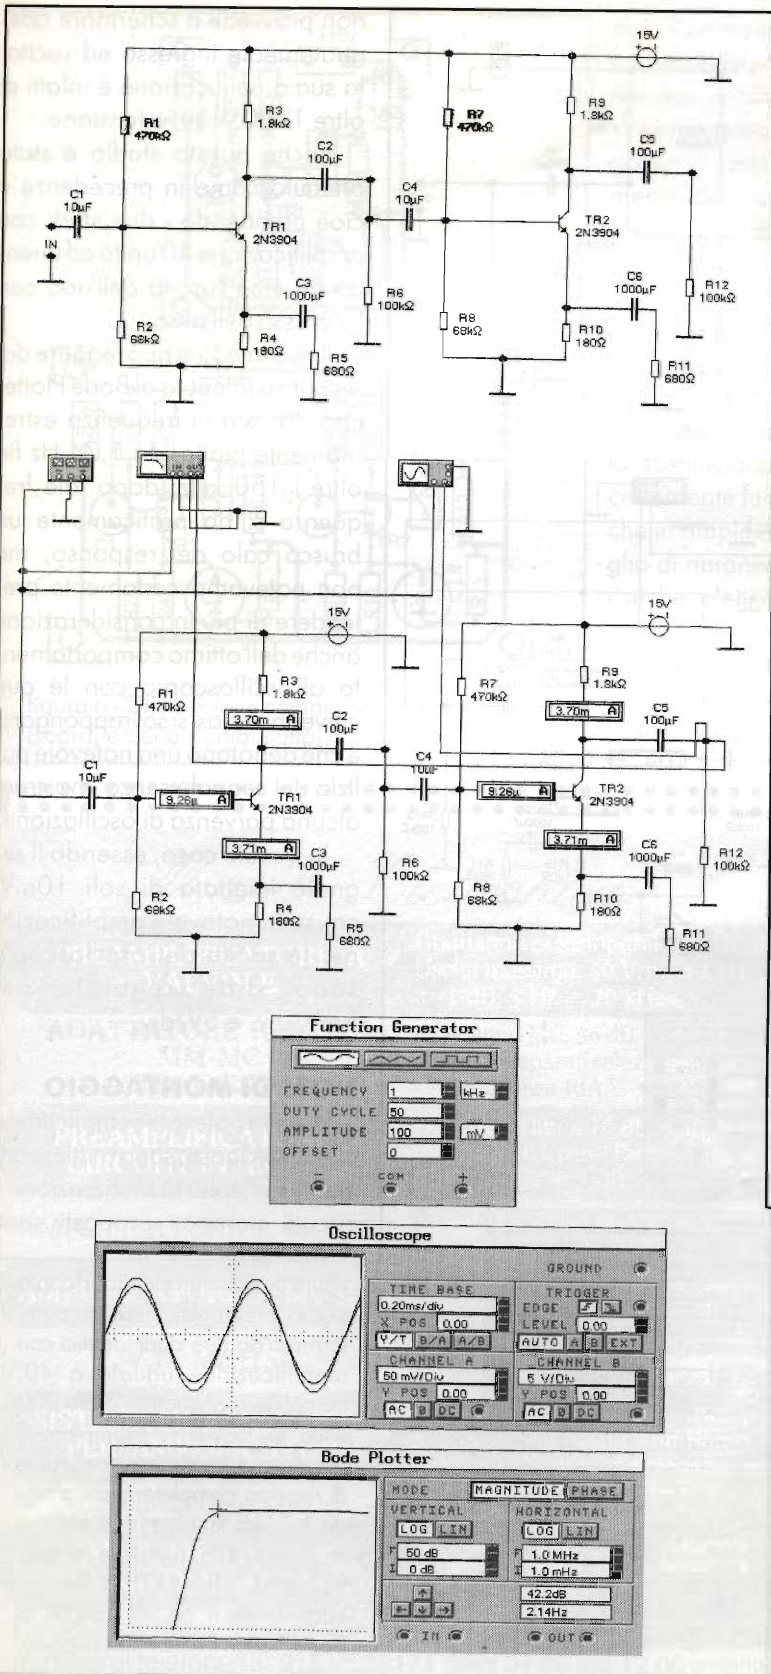 15V
15V
R1
470kΩ
R3
1.8kΩ
R7
470kΩ
R9
1.8kΩ
C2
100µF
C5
100µF
C1
10µF
C4
10µF
IN
TR1
2N3904
TR2
2N3904
C3
1000µF
C6
1000µF
R6
100kΩ
R12
100kΩ
R2
68kΩ
R4
180Ω
R5
680Ω
R8
68kΩ
R10
180Ω
R11
680Ω
IN OUT
15V
15V
R1
470kΩ
R3
1.8kΩ
R7
470kΩ
R9
1.8kΩ
3.70m A
3.70m A
C2
100µF
C5
100µF
C1
10µF
C4
10µF
9.26µ A
TR1
2N3904
9.26µ A
TR2
2N3904
3.71m A
3.71m A
C3
1000µF
C6
1000µF
R6
100kΩ
R12
100kΩ
R2
68kΩ
R4
180Ω
R5
680Ω
R8
68kΩ
R10
180Ω
R11
680Ω
Function Generator
FREQUENCY 1 kHz
DUTY CYCLE 50
AMPLITUDE 100 mV
OFFSET 0
- COM +
Oscilloscope
GROUND
TIME BASE
0.20ms/div
X POS 0.00
Y/T B/A A/B
TRIGGER
EDGE
LEVEL 0.00
AUTO A B EXT
CHANNEL A
50 mV/Div
Y POS 0.00
AC 0 DC
CHANNEL B
5 V/Div
Y POS 0.00
AC 0 DC
Bode Plotter
MODE MAGNITUDE PHASE
VERTICAL
LOG LIN
F 50 dB
I 0 dB
HORIZONTAL
LOG LIN
F 1.0 MHz
I 1.0 mHz
42.2dB
2.14Hz
IN OUT